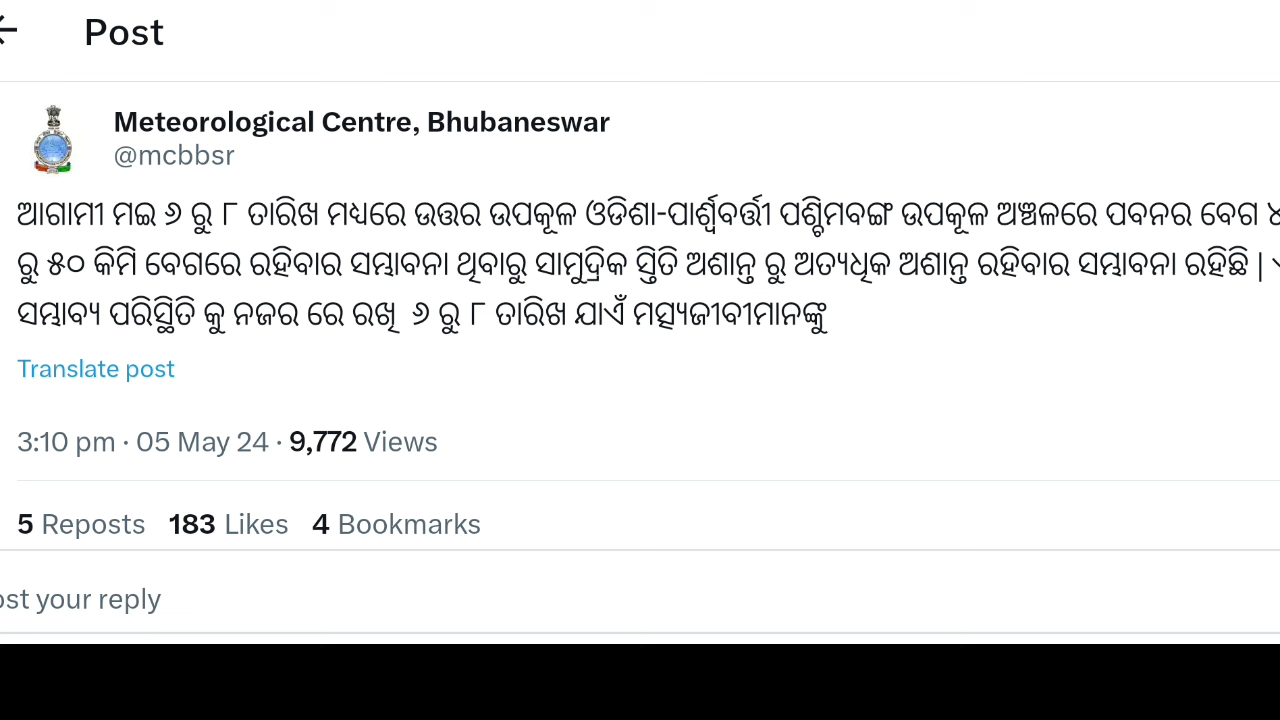 Post
Meteorological Centre, Bhubaneswar
@mcbbsr
ଆଗାମୀ ମଇ ୬ ରୁ ୮ ତାରିଖ ମଧ୍ୟରେ ଉତ୍ତର ଉପକୂଳ ଓଡିଶା-ପାର୍ଶ୍ୱବର୍ତ୍ତୀ ପଶ୍ଚିମବଙ୍ଗ ଉପକୂଳ ଅଞ୍ଚଳରେ ପବନର ବେଗ
ରୁ ୫୦ କିମି ବେଗରେ ରହିବାର ସମ୍ଭାବନା ଥିବାରୁ ସାମୁଦ୍ରିକ ସ୍ତିତି ଅଶାନ୍ତ ରୁ ଅତ୍ୟଧିକ ଅଶାନ୍ତ ରହିବାର ସମ୍ଭାବନା ରହିଛି |
ସମ୍ଭାବ୍ୟ ପରିସ୍ଥିତି କୁ ନଜର ରେ ରଖି ୬ ରୁ ୮ ତାରିଖ ଯାଏଁ ମତ୍ସ୍ୟଜୀବୀମାନଙ୍କୁ
Translate post
3:10 pm · 05 May 24 · 9,772 Views
5 Reposts 183 Likes 4 Bookmarks
your reply